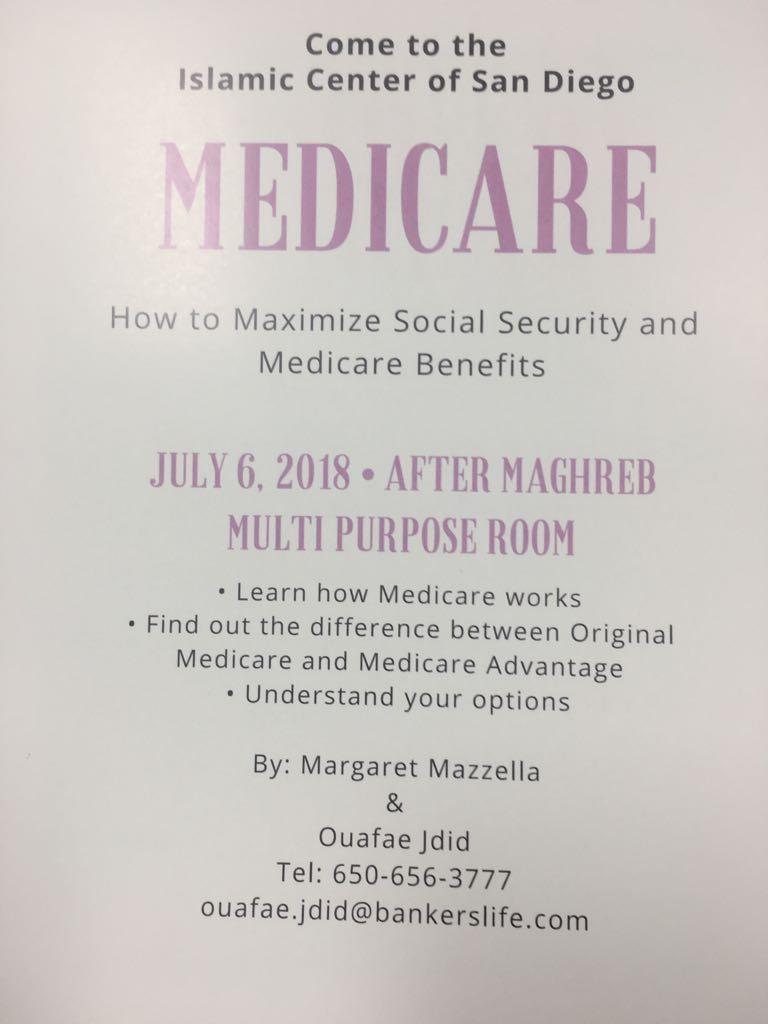 Come to the
Islamic Center of San Diego
MEDICARE
How to Maximize Social Security and
Medicare Benefits
JULY 6, 2018 • AFTER MAGHREB
MULTI PURPOSE ROOM
• Learn how Medicare works
• Find out the difference between Original
Medicare and Medicare Advantage
• Understand your options
By: Margaret Mazzella
&
Ouafae Jdid
Tel: 650-656-3777
ouafae.jdid@bankerslife.com